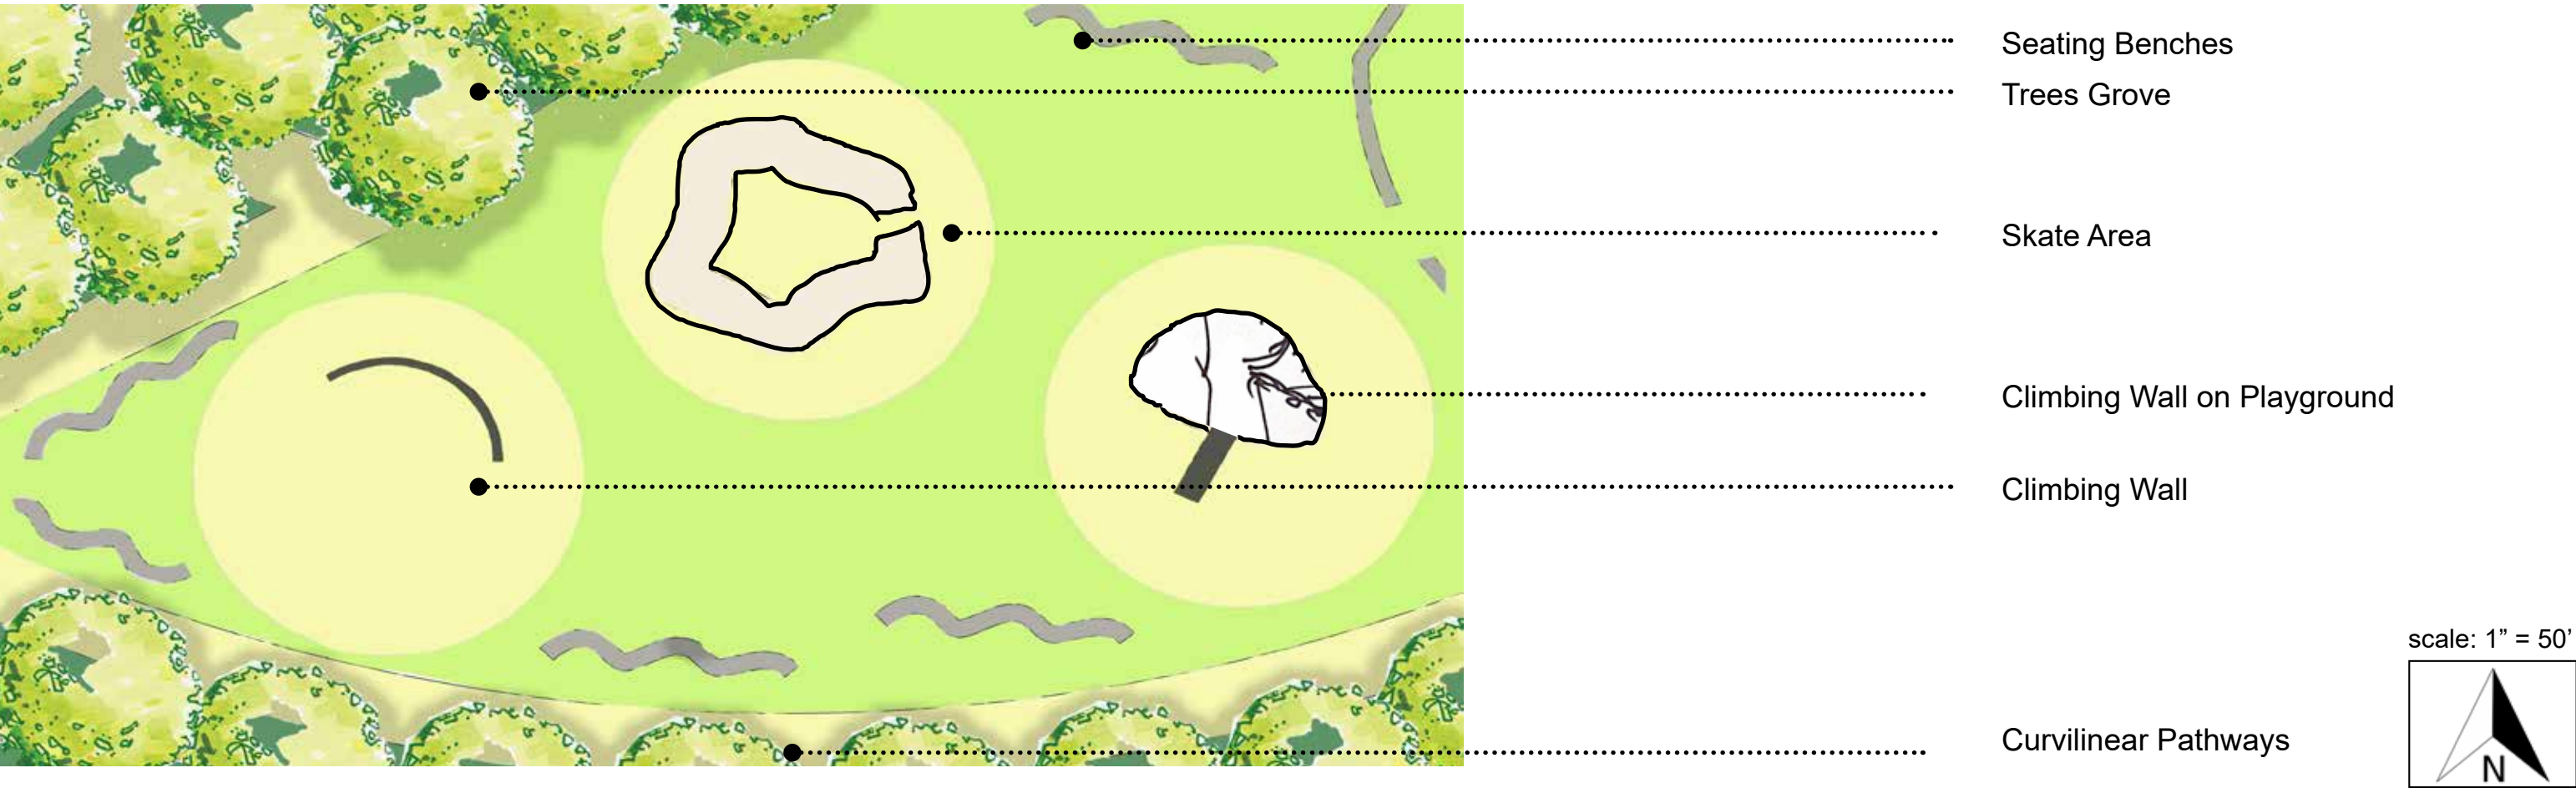 Seating Benches
Trees Grove
Skate Area
Climbing Wall on Playground
Climbing Wall
scale: 1” = 50’
Curvilinear Pathways
N